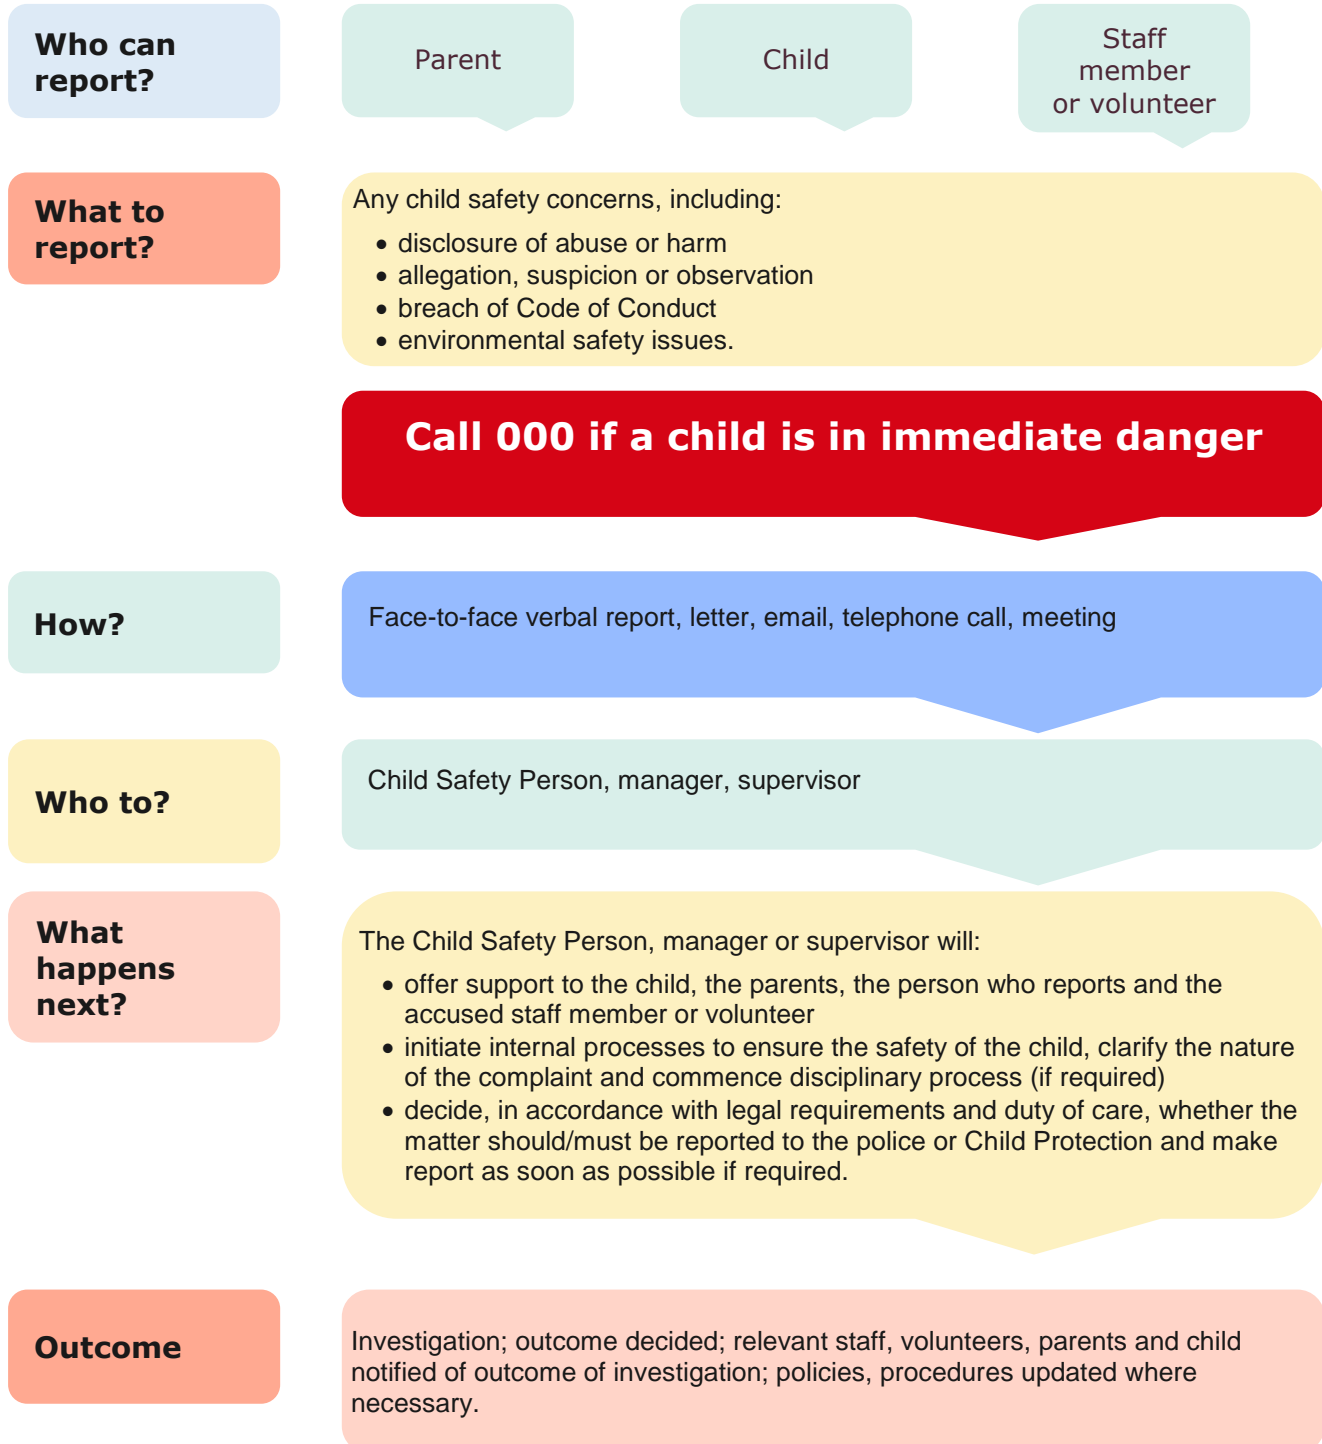 Who can
report?
Parent
Child
Staff
member
or volunteer
What to
report?
Any child safety concerns, including:
• disclosure of abuse or harm
• allegation, suspicion or observation
• breach of Code of Conduct
• environmental safety issues.
Call 000 if a child is in immediate danger
How?
Face-to-face verbal report, letter, email, telephone call, meeting
Who to?
Child Safety Person, manager, supervisor
What
happens
next?
The Child Safety Person, manager or supervisor will:
• offer support to the child, the parents, the person who reports and the
accused staff member or volunteer
• initiate internal processes to ensure the safety of the child, clarify the nature
of the complaint and commence disciplinary process (if required)
• decide, in accordance with legal requirements and duty of care, whether the
matter should/must be reported to the police or Child Protection and make
report as soon as possible if required.
Outcome
Investigation; outcome decided; relevant staff, volunteers, parents and child
notified of outcome of investigation; policies, procedures updated where
necessary.